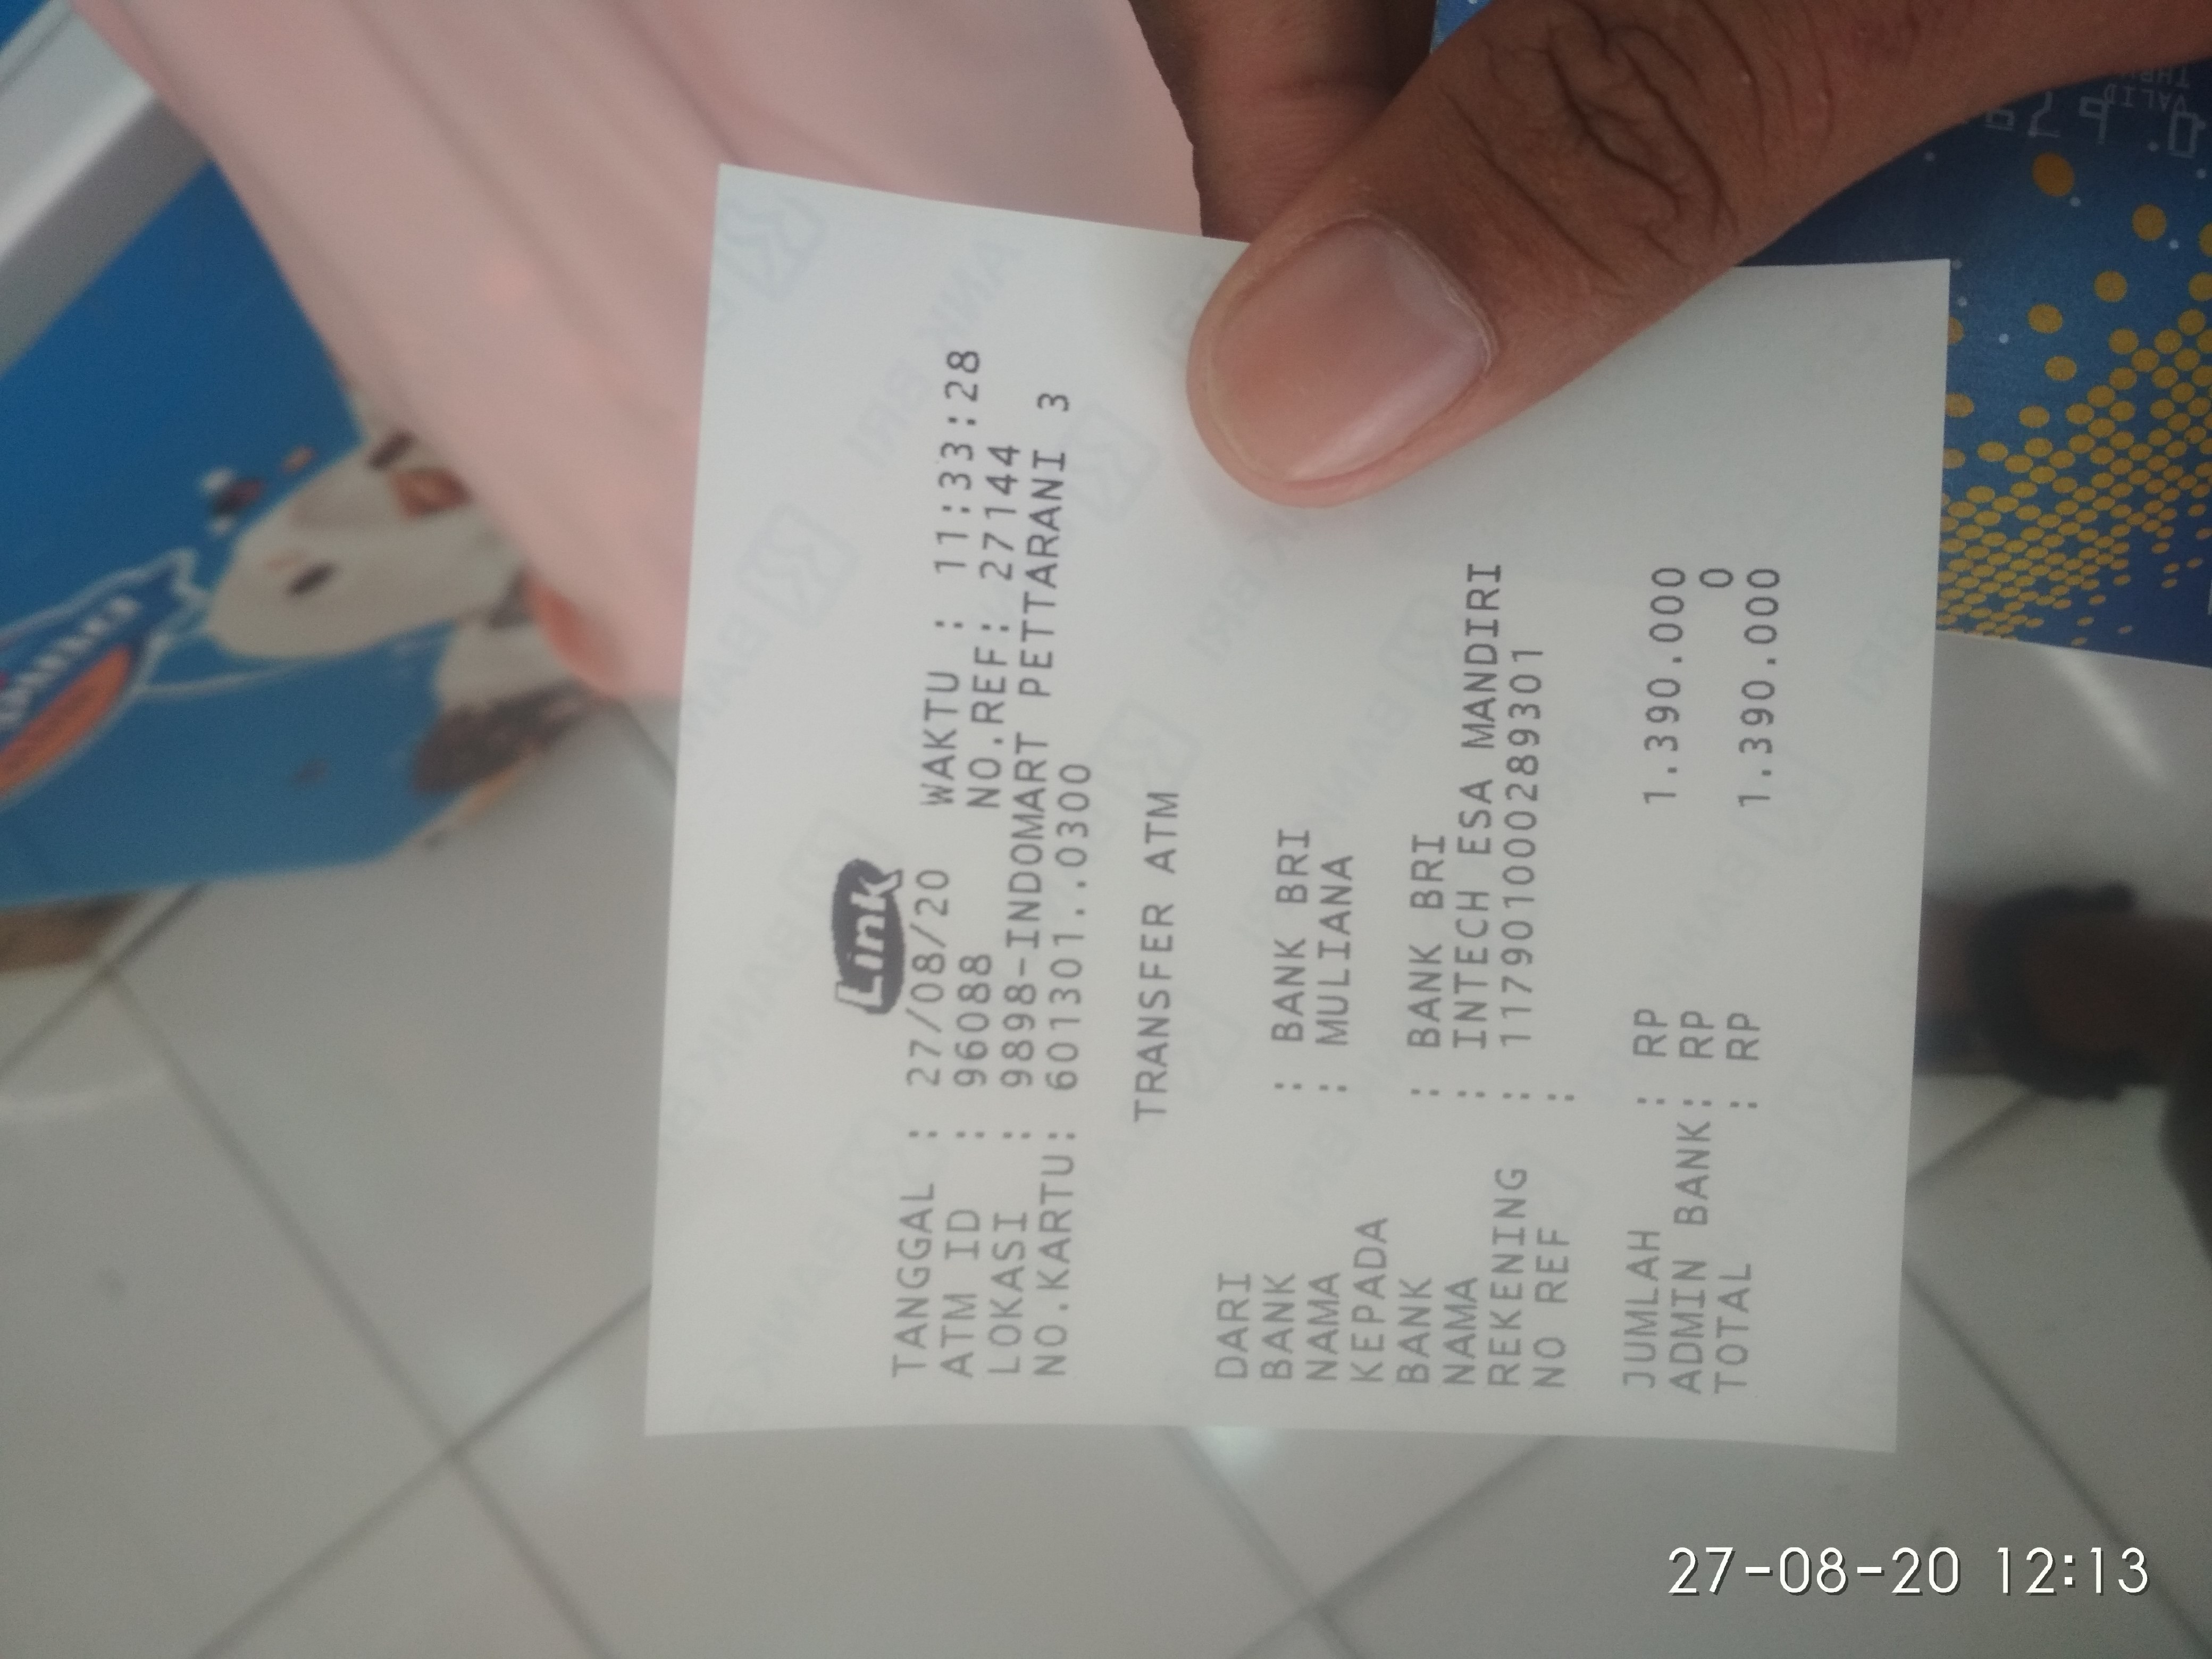 Link
TANGGAL : 27/08/20 WAKTU : 11:33:28
ATM ID : 96088 NO.REF: 27144
LOKASI : 9898-INDOMART PETTARANI 3
NO.KARTU: 601301..0300
TRANSFER ATM
DARI
BANK : BANK BRI
NAMA : MULIANA
KEPADA
BANK : BANK BRI
NAMA : INTECH ESA MANDIRI
REKENING : 117901000289301
NO REF :
JUMLAH : RP 1.390.000
ADMIN BANK: RP 0
TOTAL : RP 1.390.000
VALID
27-08-20 12:13